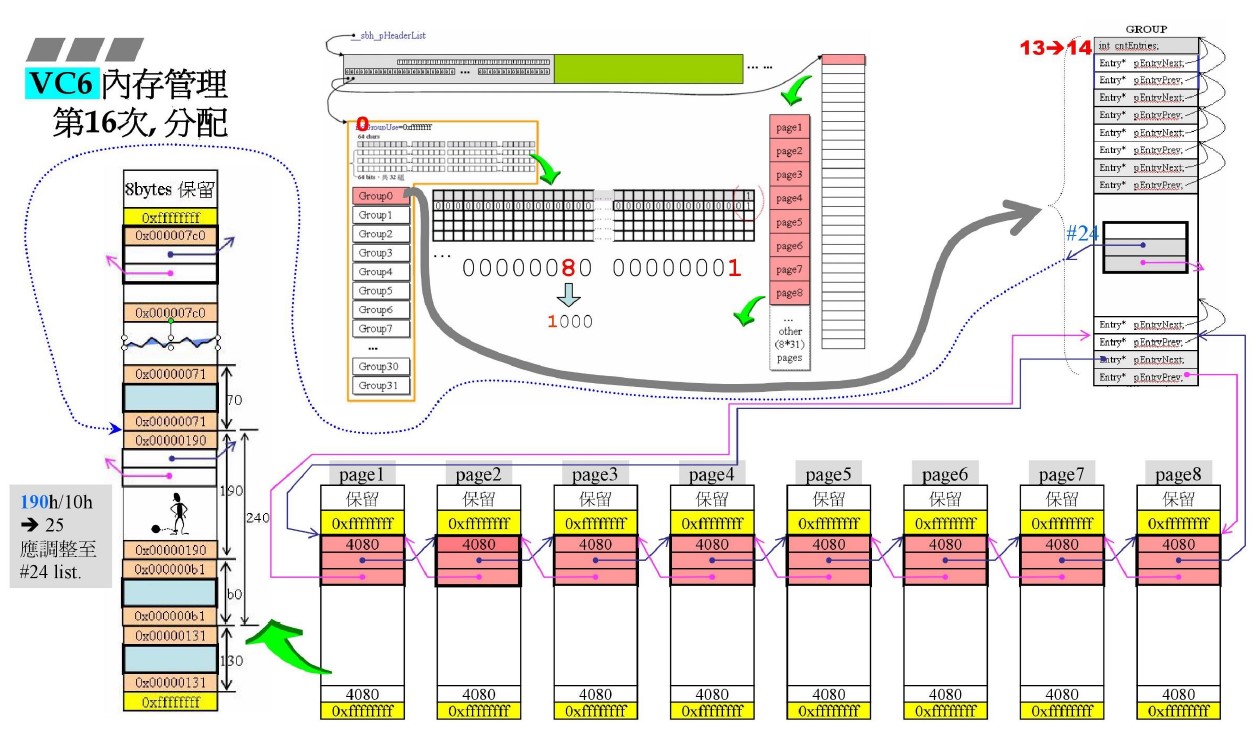 VC6 內存管理
第16次, 分配
__sbh_pHeaderList
... ...
0
GroupUse=0xffffffff
64 chars
64 bits，共 32 組
Group0
Group1
Group2
Group3
Group4
Group5
Group6
Group7
...
Group30
Group31
...
00000080 00000001
1000
page1
page2
page3
page4
page5
page6
page7
page8
...
other
(8*31)
pages
GROUP
13→14
int cntEntries;
Entry* pEntryNext;
Entry* pEntryPrev;
Entry* pEntryNext;
Entry* pEntryPrev;
Entry* pEntryNext;
Entry* pEntryPrev;
Entry* pEntryNext;
Entry* pEntryPrev;
#24
Entry* pEntryNext;
Entry* pEntryPrev;
Entry* pEntryNext;
Entry* pEntryPrev;
8bytes 保留
0xffffffff
0x000007c0
0x000007c0
0x00000071
70
0x00000071
0x00000190
190
240
0x00000190
0x000000b1
b0
0x000000b1
0x00000131
130
0x00000131
0xffffffff
190h/10h
➔ 25
應調整至
#24 list.
page1 page2 page3 page4 page5 page6 page7 page8
保留 保留 保留 保留 保留 保留 保留 保留
0xffffffff 0xffffffff 0xffffffff 0xffffffff 0xffffffff 0xffffffff 0xffffffff 0xffffffff
4080 4080 4080 4080 4080 4080 4080 4080
4080 4080 4080 4080 4080 4080 4080 4080
0xffffffff 0xffffffff 0xffffffff 0xffffffff 0xffffffff 0xffffffff 0xffffffff 0xffffffff